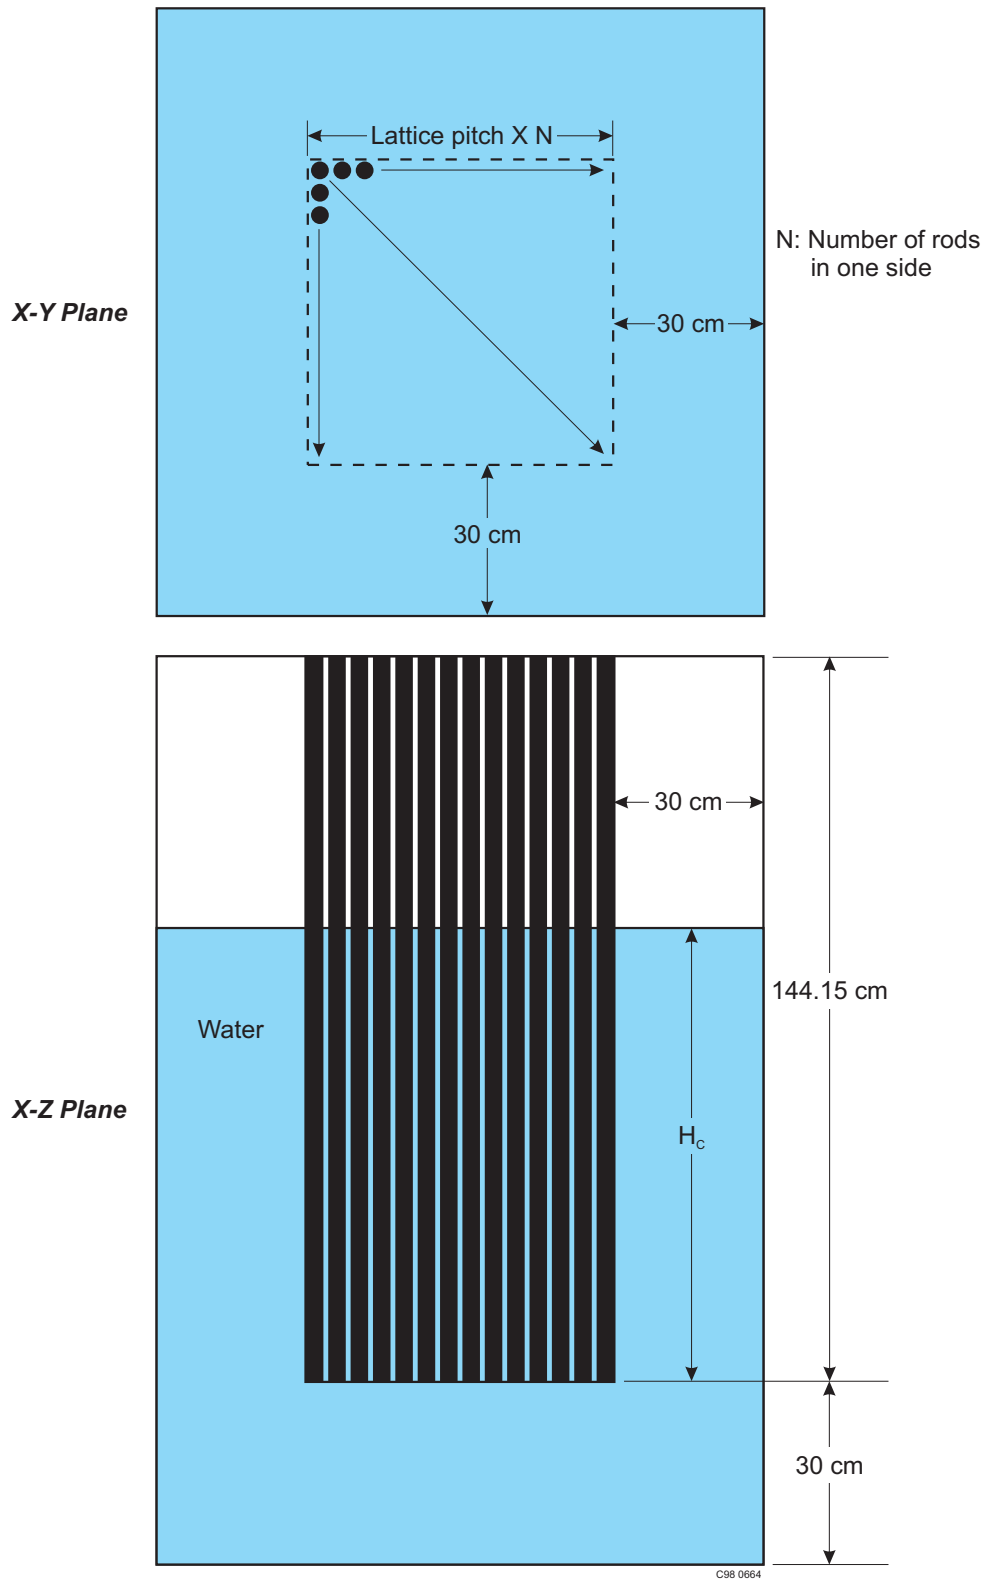 Lattice pitch X N
N: Number of rods
in one side
X-Y Plane
30 cm
30 cm
30 cm
144.15 cm
Water
X-Z Plane
Hc
30 cm
C98 0664